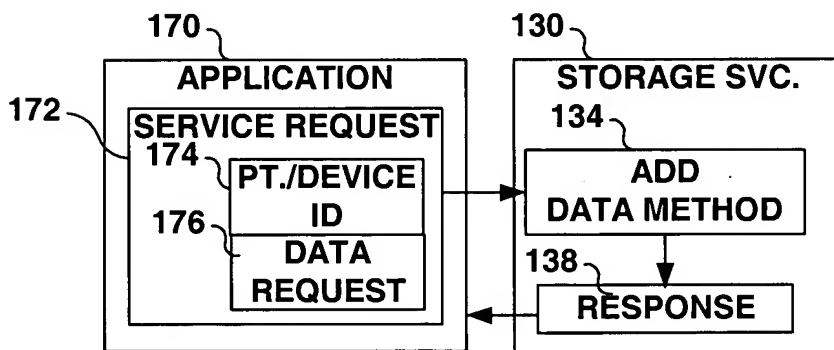 170
APPLICATION
172
SERVICE REQUEST
174
PT./DEVICE
ID
176
DATA
REQUEST
130
STORAGE SVC.
134
ADD
DATA METHOD
138
RESPONSE